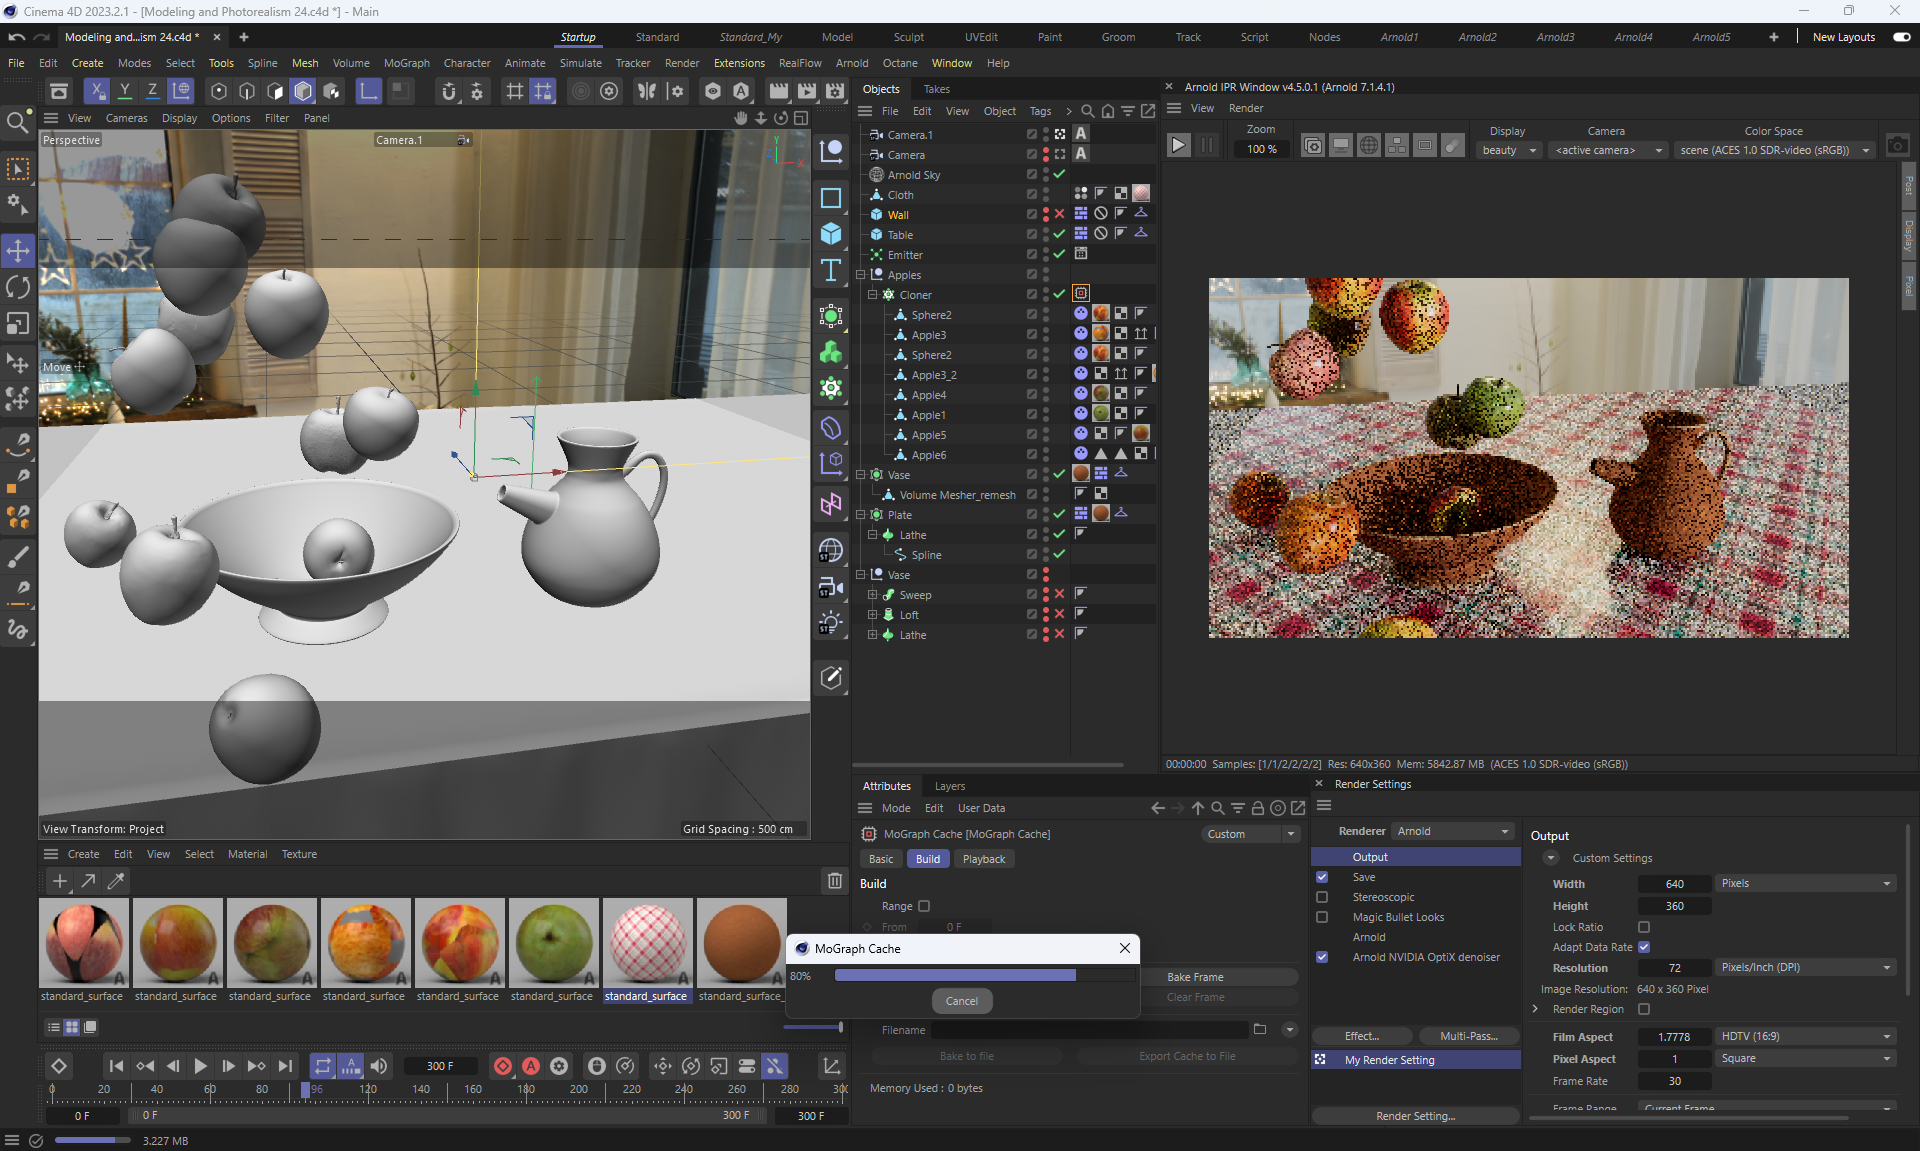 Cinema 4D 2023.2.1 - [Modeling and Photorealism 24.c4d *] - Main
Modeling and...ism 24.c4d *
Startup Standard Standard_My Model Sculpt UVEdit Paint Groom Track Script Nodes Arnold1 Arnold2 Arnold3 Arnold4 Arnold5 New Layouts
File Edit Create Modes Select Tools Spline Mesh Volume MoGraph Character Animate Simulate Tracker Render Extensions RealFlow Arnold Octane Window Help
X Y Z
View Cameras Display Options Filter Panel
Perspective
Camera.1
Move
View Transform: Project
Grid Spacing : 500 cm
Objects Takes
File Edit View Object Tags
Camera.1
Camera
Arnold Sky
Cloth
Wall
Table
Emitter
Apples
Cloner
Sphere2
Apple3
Sphere2
Apple3_2
Apple4
Apple1
Apple5
Apple6
Vase
Volume Mesher_remesh
Plate
Lathe
Spline
Vase
Sweep
Loft
Lathe
Arnold IPR Window v4.5.0.1 (Arnold 7.1.4.1)
View Render
Zoom
100 %
Display
beauty
Camera
<active camera>
Color Space
scene (ACES 1.0 SDR-video (sRGB))
Post
Display
Pixel
00:00:00 Samples: [1/1/2/2/2/2] Res: 640x360 Mem: 5842.87 MB (ACES 1.0 SDR-video (sRGB))
Attributes Layers
Mode Edit User Data
MoGraph Cache [MoGraph Cache]
Custom
Basic Build Playback
Build
Range
From 0 F
MoGraph Cache
80%
Cancel
Bake Frame
Clear Frame
Filename
Bake to file Export Cache to File
Memory Used : 0 bytes
Render Settings
Renderer Arnold
Output
Save
Stereoscopic
Magic Bullet Looks
Arnold
Arnold NVIDIA OptiX denoiser
Effect... Multi-Pass...
My Render Setting
Render Setting...
Output
Custom Settings
Width 640 Pixels
Height 360
Lock Ratio
Adapt Data Rate
Resolution 72 Pixels/Inch (DPI)
Image Resolution: 640 x 360 Pixel
Render Region
Film Aspect 1.7778 HDTV (16:9)
Pixel Aspect 1 Square
Frame Rate 30
Frame Range Current Frame
Create Edit View Select Material Texture
standard_surface standard_surface standard_surface standard_surface standard_surface standard_surface standard_surface standard_surface_
300 F
0 20 40 60 80 96 120 140 160 180 200 220 240 260 280 30
0 F 0 F 300 F 300 F
3.227 MB